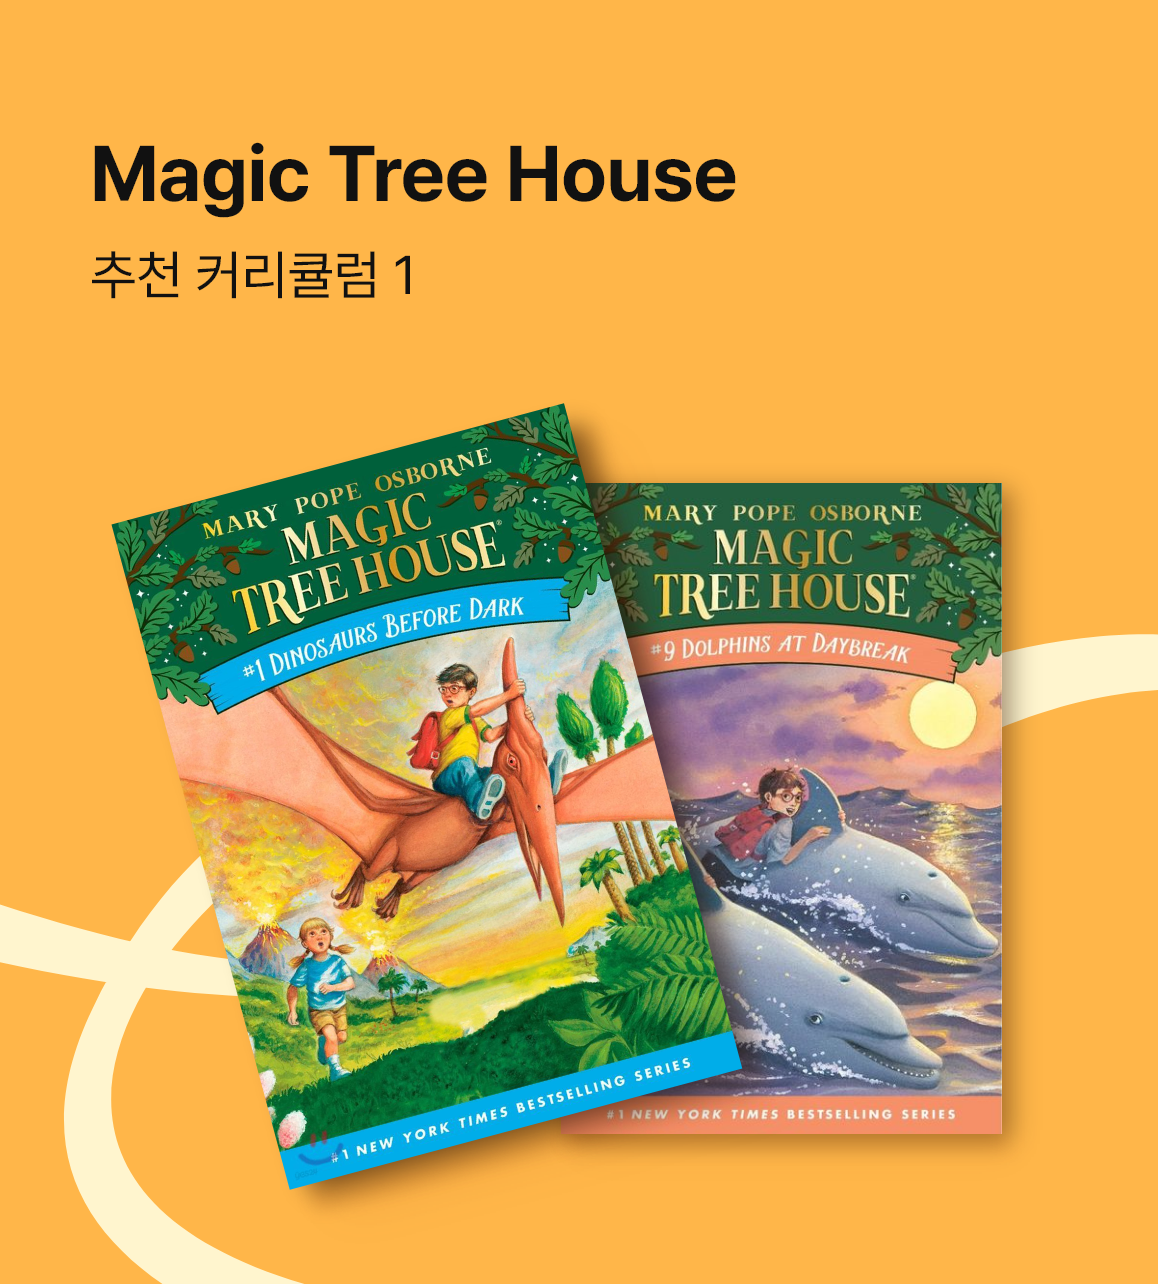 Magic Tree House
추천 커리큘럼 1
MARY POPE OSBORNE
MAGIC
TREE HOUSE®
#1 DINOSAURS BEFORE DARK
#1 NEW YORK TIMES BESTSELLING SERIES
MARY POPE OSBORNE
MAGIC
TREE HOUSE®
#9 DOLPHINS AT DAYBREAK
#1 NEW YORK TIMES BESTSELLING SERIES